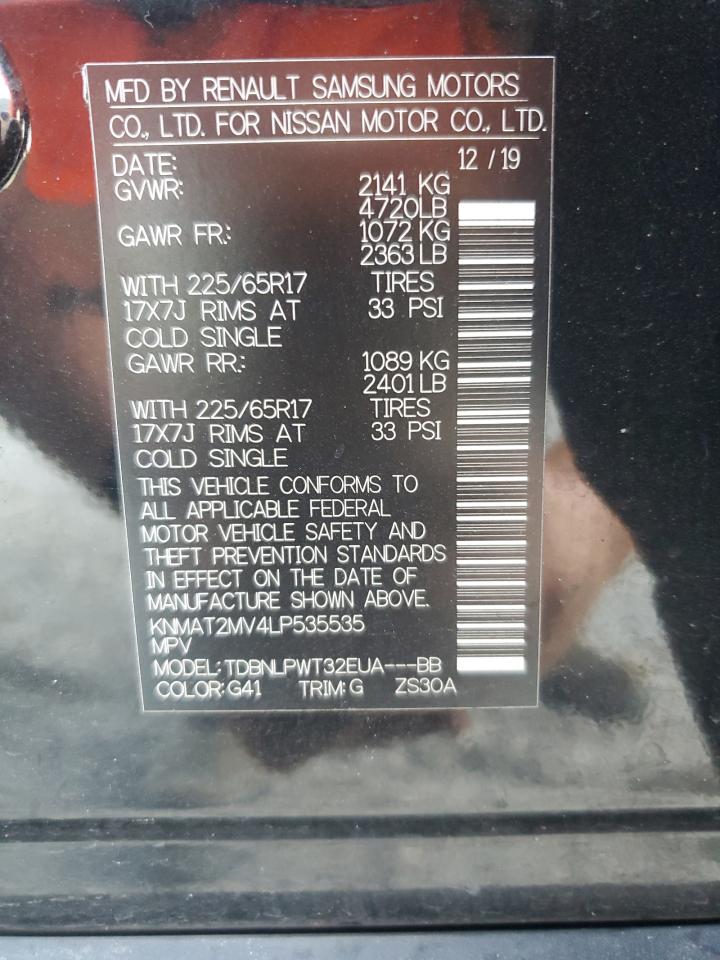 MFD BY RENAULT SAMSUNG MOTORS
CO., LTD. FOR NISSAN MOTOR CO., LTD.
DATE: 12 / 19
GVWR: 2141 KG
4720LB
GAWR FR.: 1072 KG
2363 LB
WITH 225/65R17 TIRES
17X7J RIMS AT 33 PSI
COLD SINGLE
GAWR RR.: 1089 KG
2401 LB
WITH 225/65R17 TIRES
17X7J RIMS AT 33 PSI
COLD SINGLE
THIS VEHICLE CONFORMS TO
ALL APPLICABLE FEDERAL
MOTOR VEHICLE SAFETY AND
THEFT PREVENTION STANDARDS
IN EFFECT ON THE DATE OF
MANUFACTURE SHOWN ABOVE.
KNMAT2MV4LP535535
MPV
MODEL: TDBNLPWT32EUA---BB
COLOR: G41 TRIM: G ZS30A